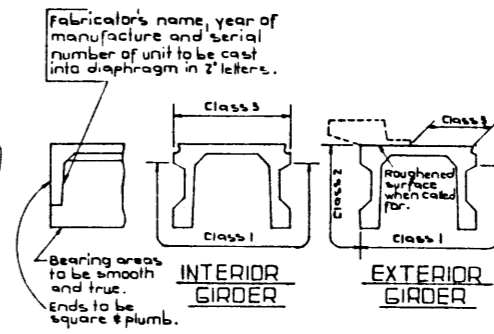 Fabricator's name, year of
manufacture and serial
number of unit to be cast
into diaphragm in 2" letters.
Class 3
Class 1
INTERIOR
GIRDER
Class 3
Class 2
Roughened
surface
when called
for.
Class 1
EXTERIOR
GIRDER
Bearing areas
to be smooth
and true.
Ends to be
square & plumb.